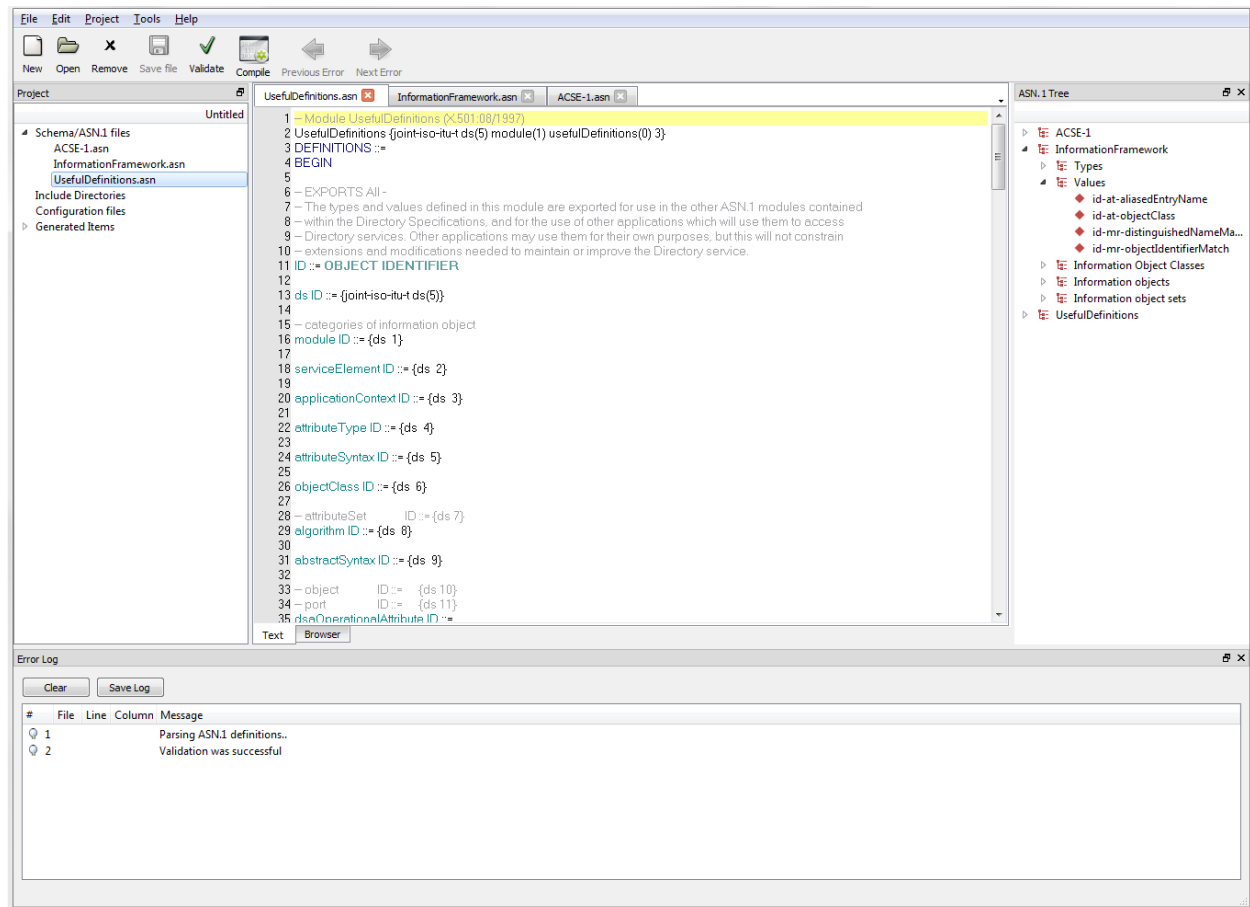 File Edit Project Tools Help
New Open Remove Save file Validate Compile Previous Error Next Error
Project
Untitled
Schema/ASN.1 files
ACSE-1.asn
InformationFramework.asn
UsefulDefinitions.asn
Include Directories
Configuration files
Generated Items
UsefulDefinitions.asn InformationFramework.asn ACSE-1.asn
1 – Module UsefulDefinitions (X.501:08/1997)
2 UsefulDefinitions {joint-iso-itu-t ds(5) module(1) usefulDefinitions(0) 3}
3 DEFINITIONS ::=
4 BEGIN
5
6 – EXPORTS All -
7 – The types and values defined in this module are exported for use in the other ASN.1 modules contained
8 – within the Directory Specifications, and for the use of other applications which will use them to access
9 – Directory services. Other applications may use them for their own purposes, but this will not constrain
10 – extensions and modifications needed to maintain or improve the Directory service.
11 ID ::= OBJECT IDENTIFIER
12
13 ds ID ::= {joint-iso-itu-t ds(5)}
14
15 – categories of information object
16 module ID ::= {ds 1}
17
18 serviceElement ID ::= {ds 2}
19
20 applicationContext ID ::= {ds 3}
21
22 attributeType ID ::= {ds 4}
23
24 attributeSyntax ID ::= {ds 5}
25
26 objectClass ID ::= {ds 6}
27
28 – attributeSet ID ::= {ds 7}
29 algorithm ID ::= {ds 8}
30
31 abstractSyntax ID ::= {ds 9}
32
33 – object ID ::= {ds 10}
34 – port ID ::= {ds 11}
35 dsaOperationalAttribute ID ::=
Text Browser
ASN.1 Tree
ACSE-1
InformationFramework
Types
Values
id-at-aliasedEntryName
id-at-objectClass
id-mr-distinguishedNameMa...
id-mr-objectIdentifierMatch
Information Object Classes
Information objects
Information object sets
UsefulDefinitions
Error Log
Clear Save Log
# File Line Column Message
1 Parsing ASN.1 definitions..
2 Validation was successful